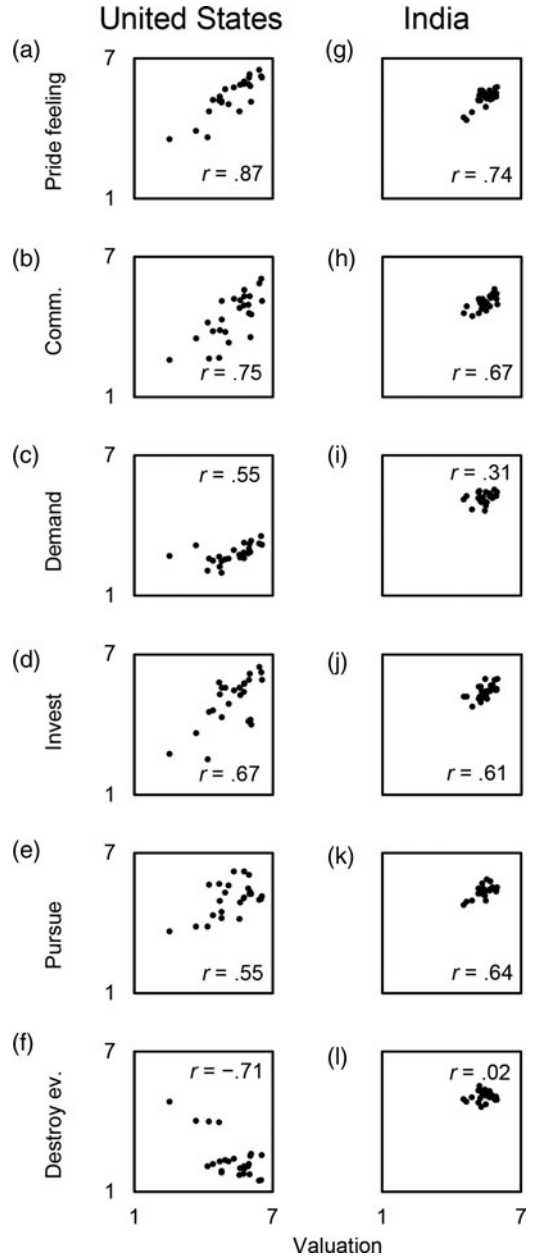 United States India
(a) (g)
7
Pride feeling
r = .87 r = .74
1
(b) (h)
7
Comm.
r = .75 r = .67
1
(c) (i)
7
r = .55 r = .31
Demand
1
(d) (j)
7
Invest
r = .67 r = .61
1
(e) (k)
7
Pursue
r = .55 r = .64
1
(f) (l)
7
r = −.71 r = .02
Destroy ev.
1
1 7 1 7
Valuation